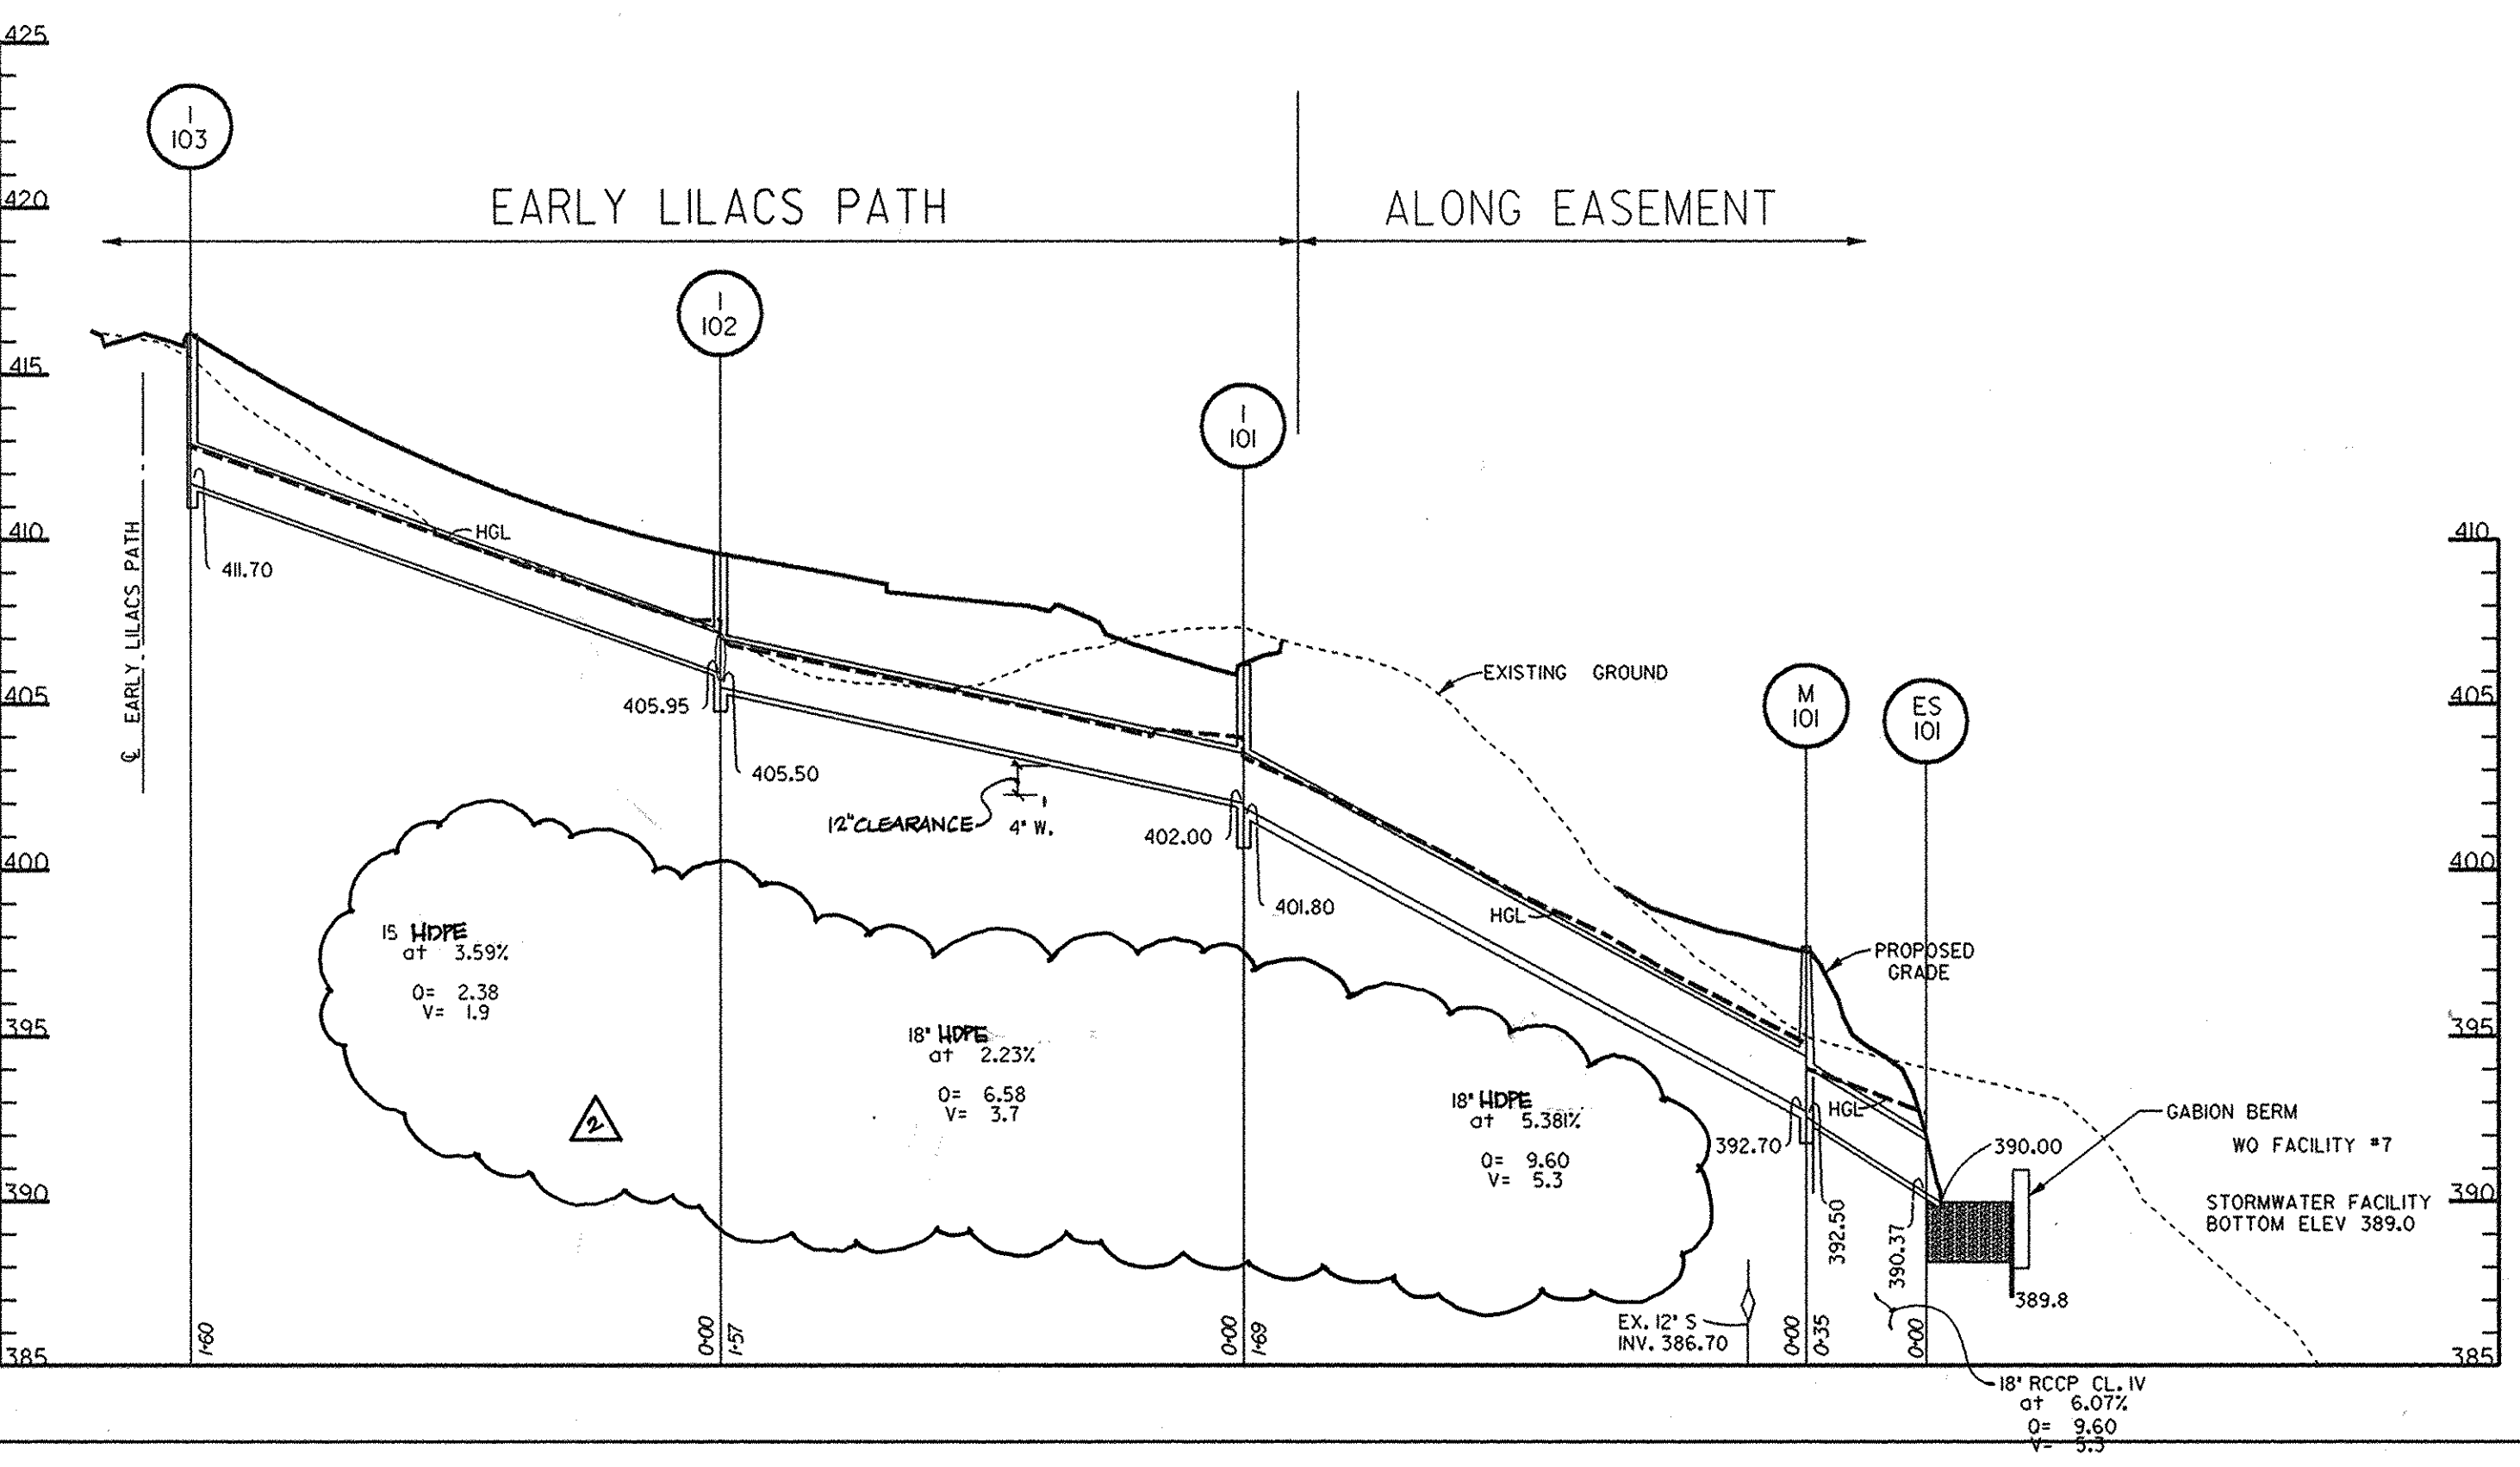 425
420
415
410
405
400
395
390
385
I
103
EARLY LILACS PATH
ALONG EASEMENT
I
102
I
101
M
101
ES
101
℄ EARLY LILACS PATH
HGL
411.70
405.95
405.50
12" CLEARANCE
4" W.
402.00
401.80
EXISTING GROUND
HGL
PROPOSED
GRADE
HGL
15 HDPE
at 3.59%
Q= 2.38
V= 1.9
18" HDPE
at 2.23%
Q= 6.58
V= 3.7
18" HDPE
at 5.381%
Q= 9.60
V= 5.3
2
392.70
392.50
390.37
390.00
GABION BERM
WQ FACILITY #7
STORMWATER FACILITY
BOTTOM ELEV 389.0
389.8
EX. 12" S
INV. 386.70
1+60
0+00
1+57
0+00
1+69
0+00
0+35
0+00
18" RCCP CL. IV
at 6.07%
Q= 9.60
V= 5.3
410
405
400
395
390
385